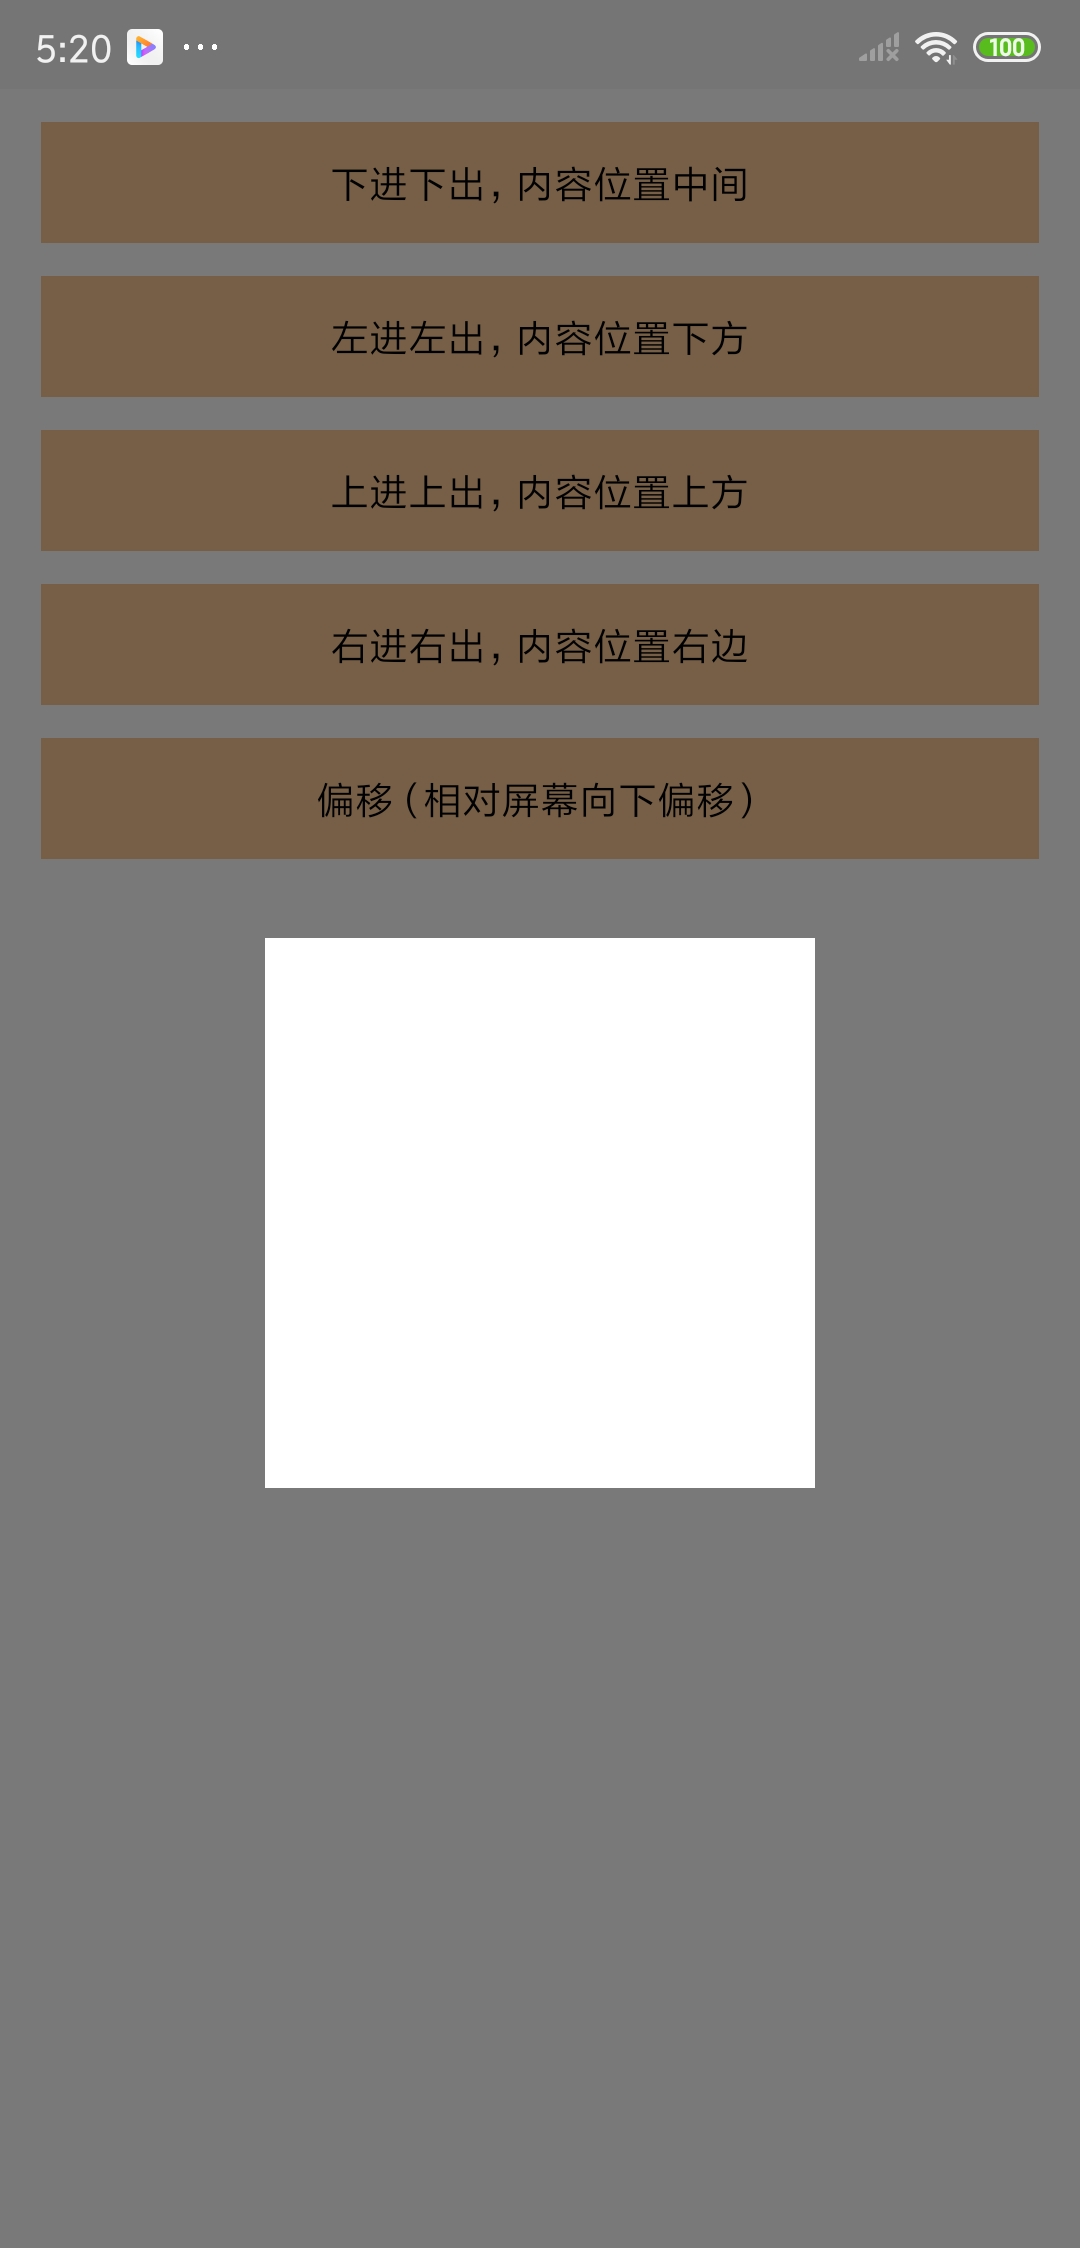 5:20 ...
100
下进下出，内容位置中间
左进左出，内容位置下方
上进上出，内容位置上方
右进右出，内容位置右边
偏移（相对屏幕向下偏移）